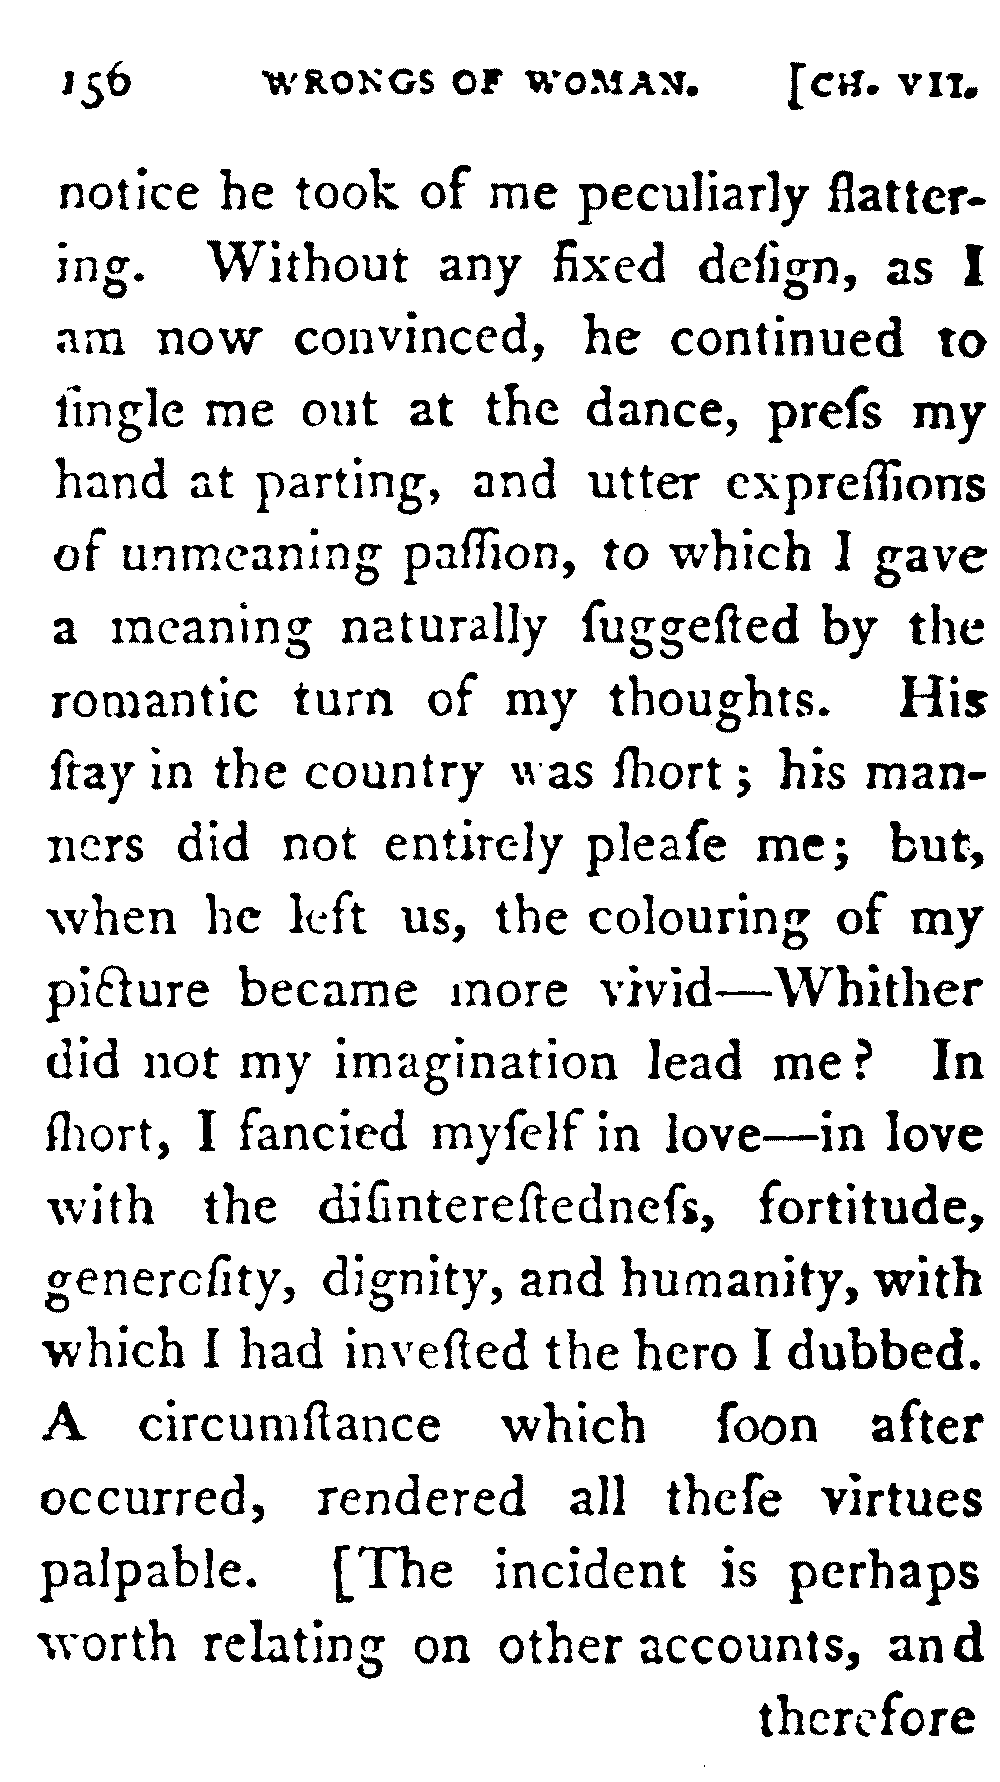 156 WRONGS OF WOMAN. [CH. VII.
notice he took of me peculiarly flatter-
ing. Without any fixed deſign, as I
am now convinced, he continued to
ſingle me out at the dance, preſs my
hand at parting, and utter expreſſions
of unmeaning paſſion, to which I gave
a meaning naturally ſuggeſted by the
romantic turn of my thoughts. His
ſtay in the country was ſhort; his man-
ners did not entirely pleaſe me; but,
when he left us, the colouring of my
picture became more vivid—Whither
did not my imagination lead me? In
ſhort, I fancied myſelf in love—in love
with the diſintereſtedneſs, fortitude,
generoſity, dignity, and humanity, with
which I had inveſted the hero I dubbed.
A circumſtance which ſoon after
occurred, rendered all theſe virtues
palpable. [The incident is perhaps
worth relating on other accounts, and
therefore